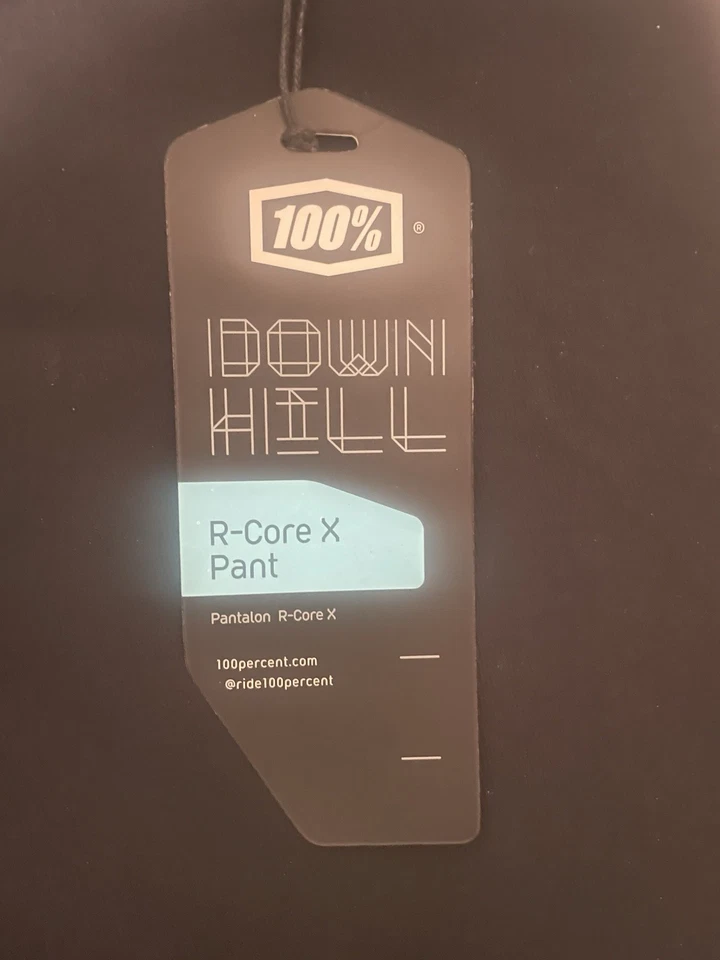 100%®
DOWN
HILL
R-Core X
Pant
Pantalon R-Core X
100percent.com
@ride100percent